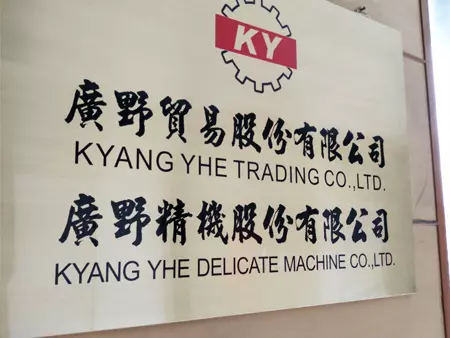 KY
廣野貿易股份有限公司
KYANG YHE TRADING CO.,LTD.
廣野精機股份有限公司
KYANG YHE DELICATE MACHINE CO.,LTD.